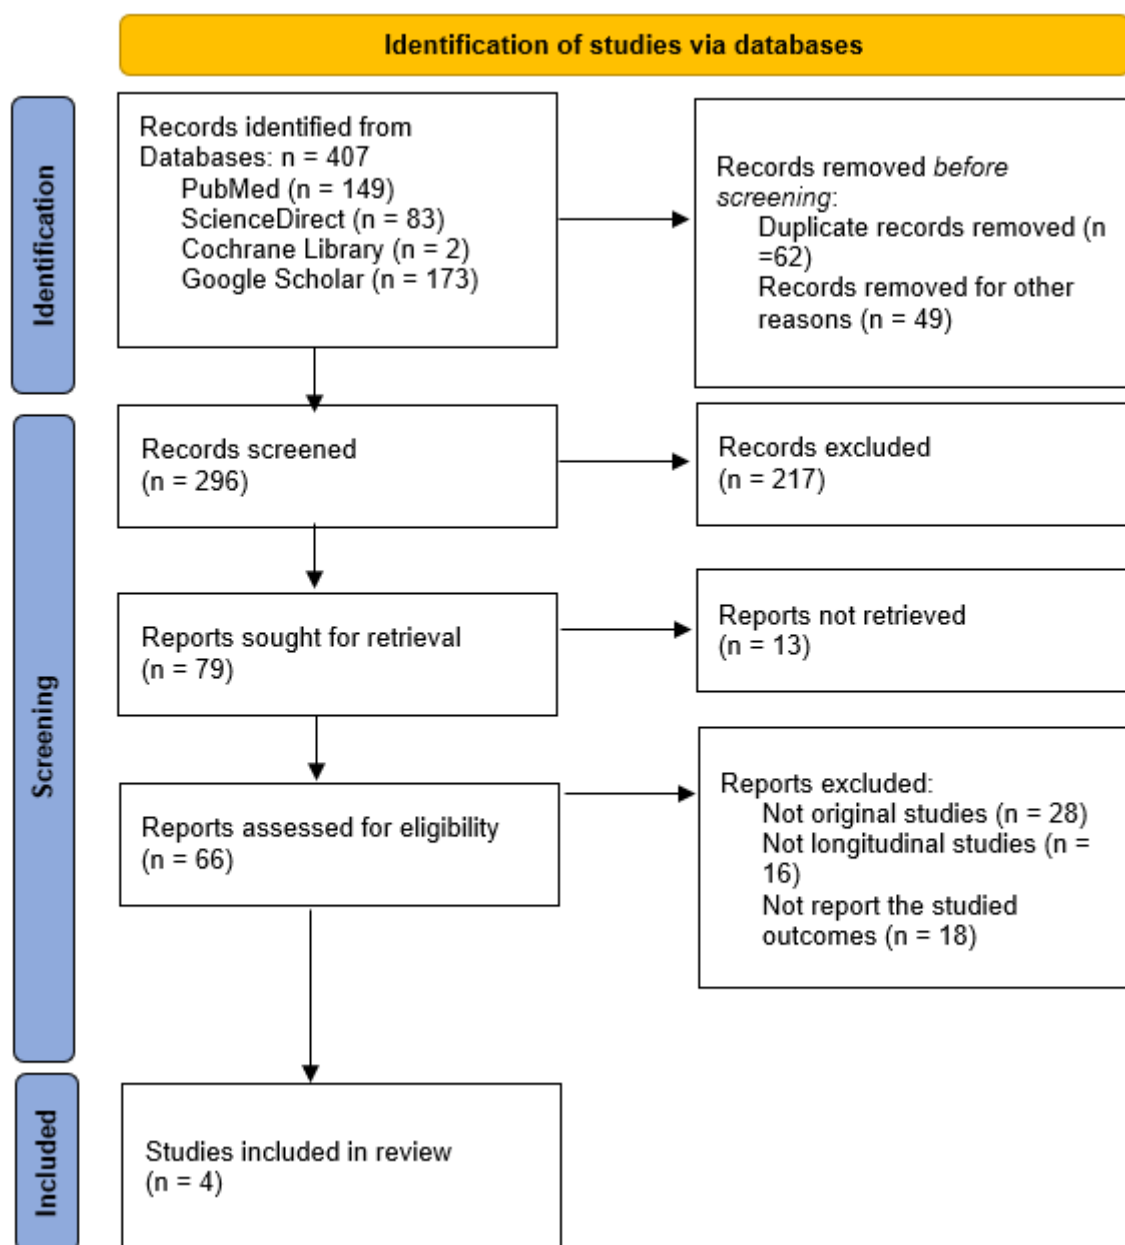 Identification of studies via databases
Identification
Records identified from
Databases: n = 407
PubMed (n = 149)
ScienceDirect (n = 83)
Cochrane Library (n = 2)
Google Scholar (n = 173)
Records removed before
screening:
Duplicate records removed (n
=62)
Records removed for other
reasons (n = 49)
Screening
Records screened
(n = 296)
Records excluded
(n = 217)
Reports sought for retrieval
(n = 79)
Reports not retrieved
(n = 13)
Reports assessed for eligibility
(n = 66)
Reports excluded:
Not original studies (n = 28)
Not longitudinal studies (n =
16)
Not report the studied
outcomes (n = 18)
Included
Studies included in review
(n = 4)